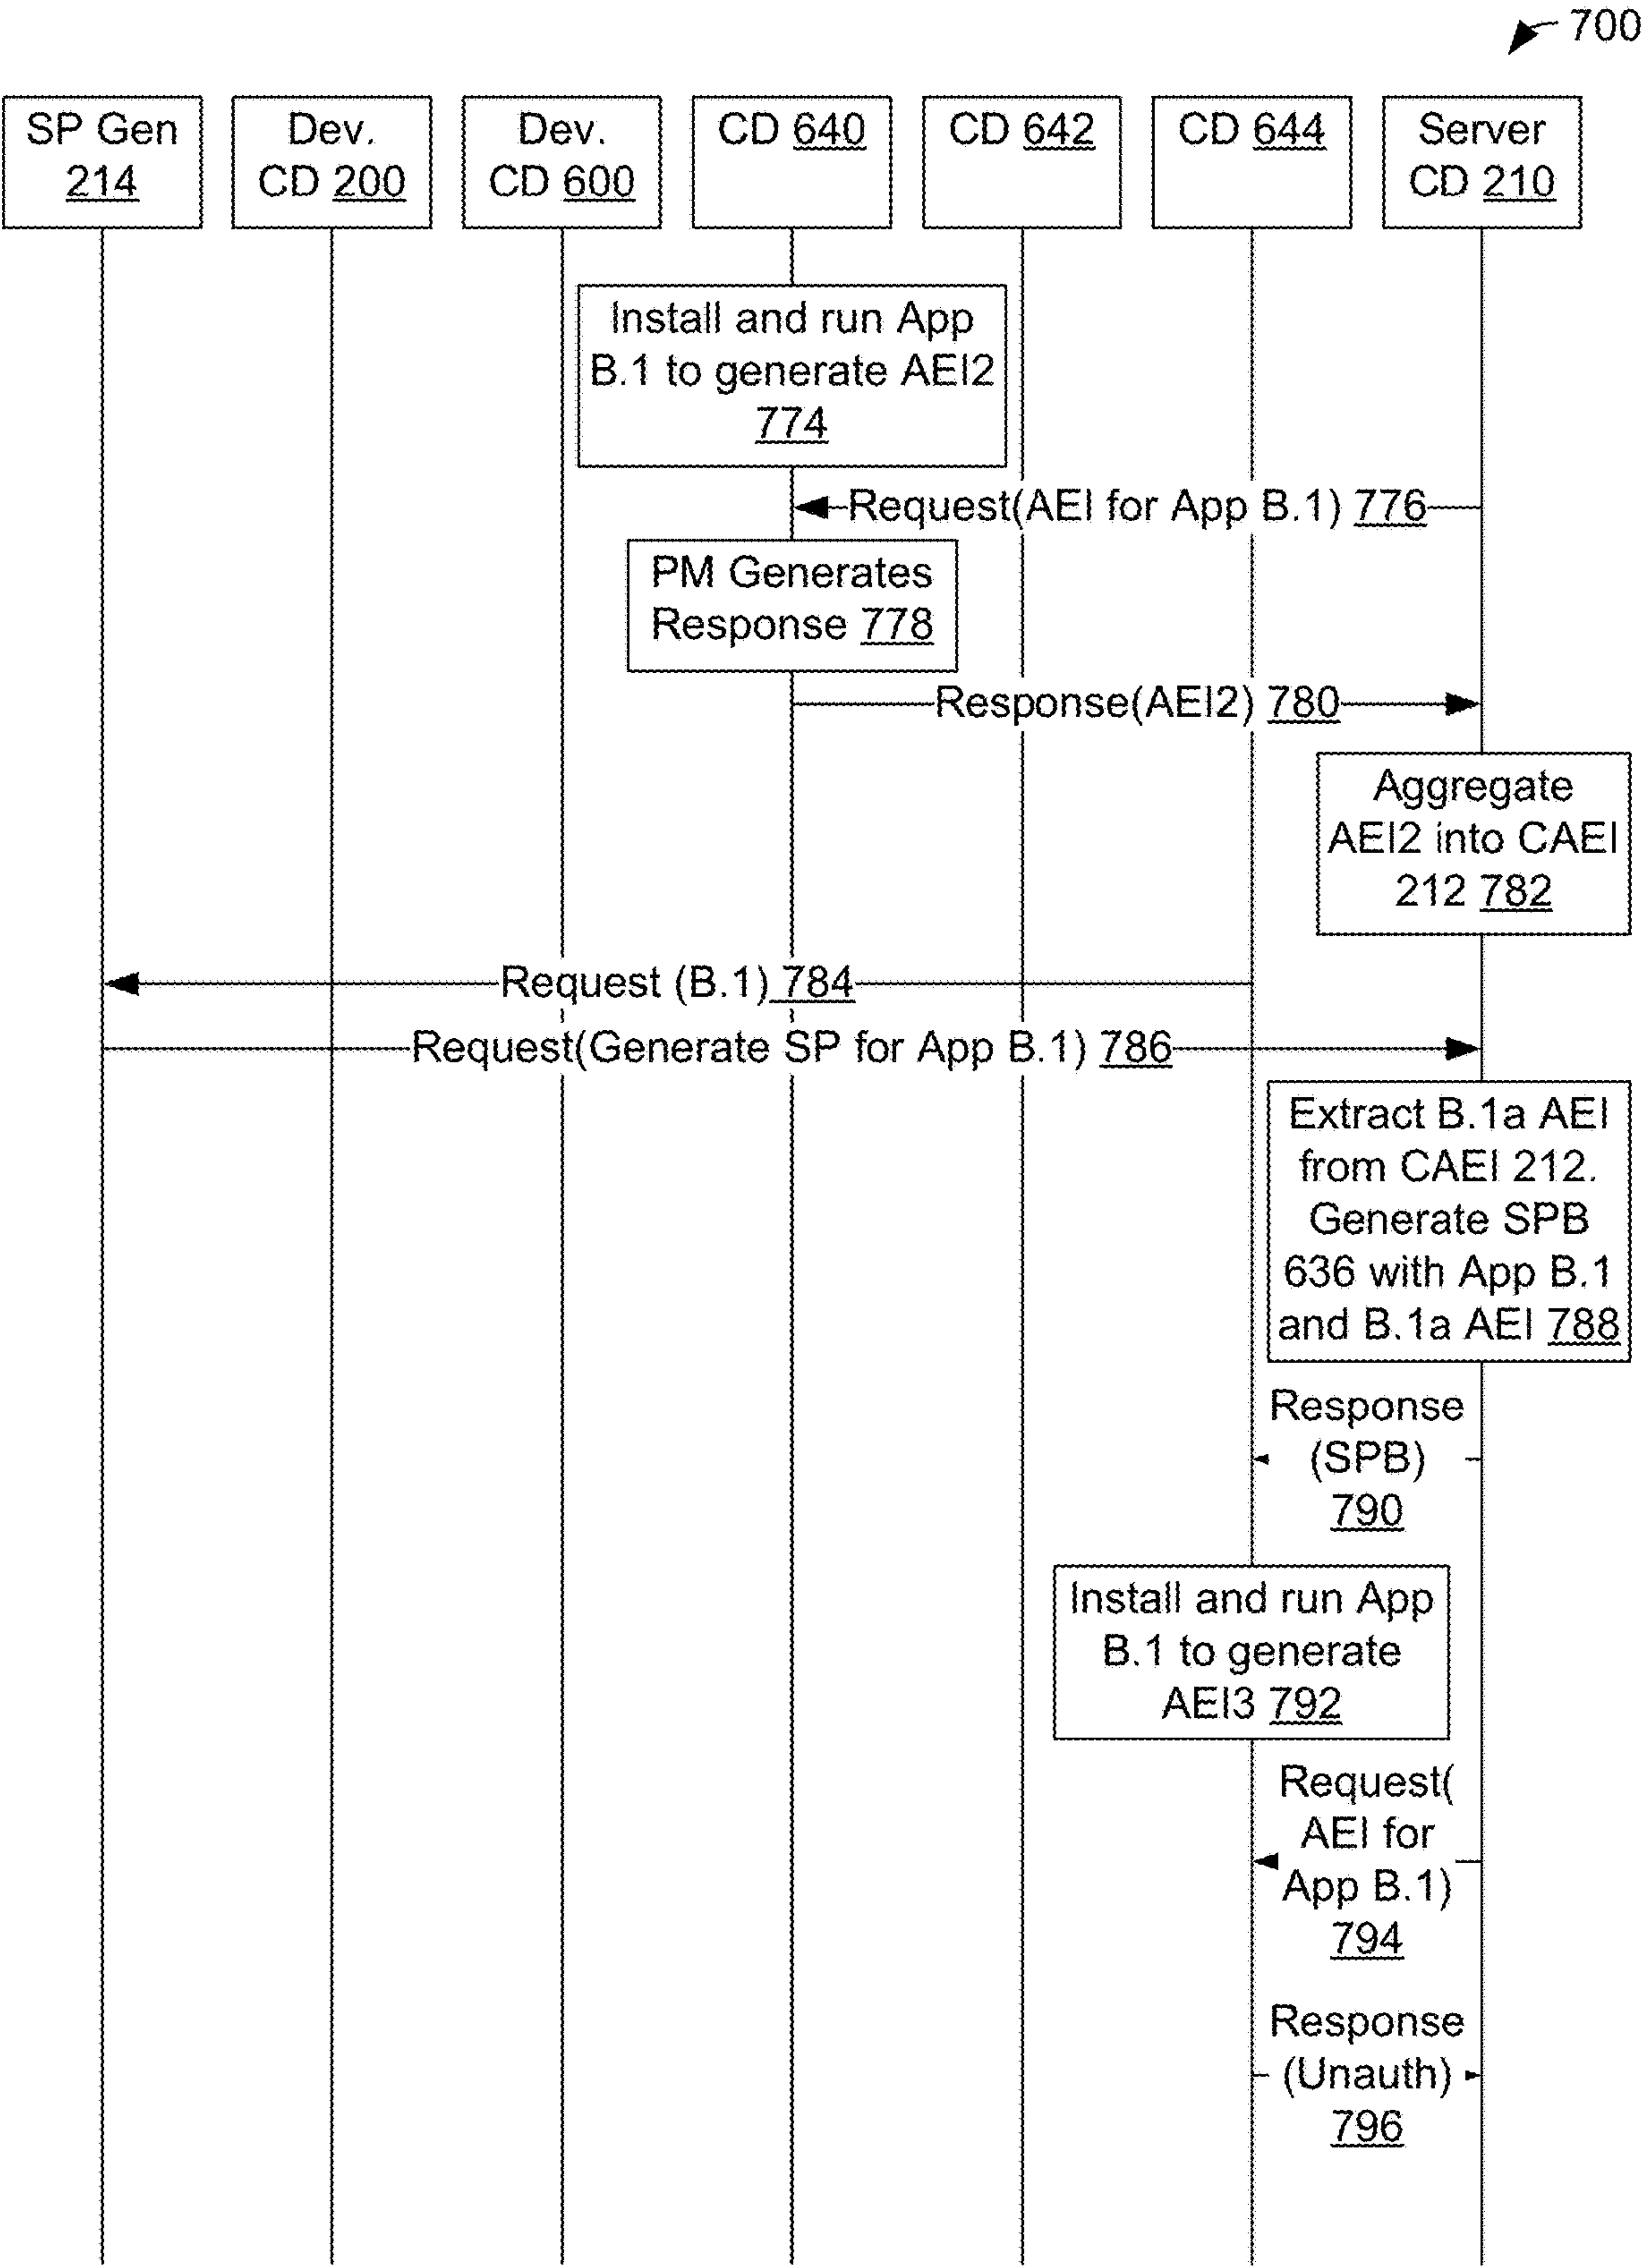 700
SP Gen
214
Dev.
CD 200
Dev.
CD 600
CD 640
CD 642
CD 644
Server
CD 210
Install and run App
B.1 to generate AEI2
774
Request(AEI for App B.1) 776
PM Generates
Response 778
Response(AEI2) 780
Aggregate
AEI2 into CAEI
212 782
Request (B.1) 784
Request(Generate SP for App B.1) 786
Extract B.1a AEI
from CAEI 212.
Generate SPB
636 with App B.1
and B.1a AEI 788
Response
(SPB)
790
Install and run App
B.1 to generate
AEI3 792
Request(
AEI for
App B.1)
794
Response
(Unauth)
796